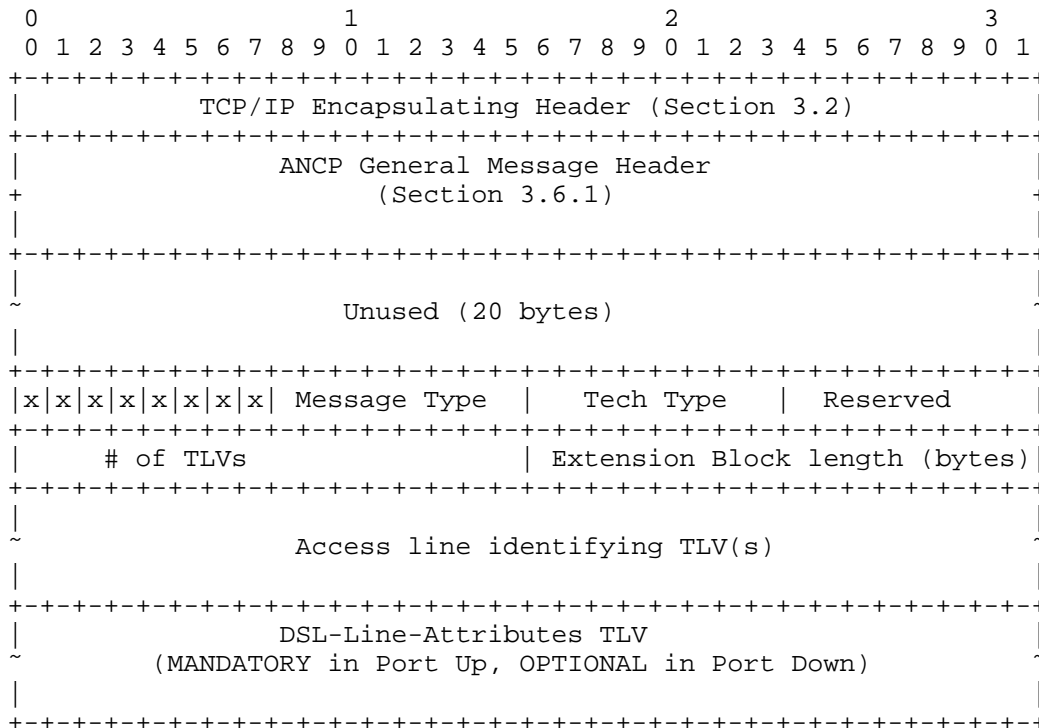 0                   1                   2                   3
 0 1 2 3 4 5 6 7 8 9 0 1 2 3 4 5 6 7 8 9 0 1 2 3 4 5 6 7 8 9 0 1
+-+-+-+-+-+-+-+-+-+-+-+-+-+-+-+-+-+-+-+-+-+-+-+-+-+-+-+-+-+-+-+-+
|           TCP/IP Encapsulating Header (Section 3.2)           |
+-+-+-+-+-+-+-+-+-+-+-+-+-+-+-+-+-+-+-+-+-+-+-+-+-+-+-+-+-+-+-+-+
|                ANCP General Message Header                    |
+                      (Section 3.6.1)                          +
|                                                               |
+-+-+-+-+-+-+-+-+-+-+-+-+-+-+-+-+-+-+-+-+-+-+-+-+-+-+-+-+-+-+-+-+
|                                                               |
~                    Unused (20 bytes)                          ~
|                                                               |
+-+-+-+-+-+-+-+-+-+-+-+-+-+-+-+-+-+-+-+-+-+-+-+-+-+-+-+-+-+-+-+-+
|x|x|x|x|x|x|x|x| Message Type  |   Tech Type   |  Reserved     |
+-+-+-+-+-+-+-+-+-+-+-+-+-+-+-+-+-+-+-+-+-+-+-+-+-+-+-+-+-+-+-+-+
|     # of TLVs                 | Extension Block length (bytes)|
+-+-+-+-+-+-+-+-+-+-+-+-+-+-+-+-+-+-+-+-+-+-+-+-+-+-+-+-+-+-+-+-+
|                                                               |
~                 Access line identifying TLV(s)                ~
|                                                               |
+-+-+-+-+-+-+-+-+-+-+-+-+-+-+-+-+-+-+-+-+-+-+-+-+-+-+-+-+-+-+-+-+
|                DSL-Line-Attributes TLV                        |
~        (MANDATORY in Port Up, OPTIONAL in Port Down)          ~
|                                                               |
+-+-+-+-+-+-+-+-+-+-+-+-+-+-+-+-+-+-+-+-+-+-+-+-+-+-+-+-+-+-+-+-+